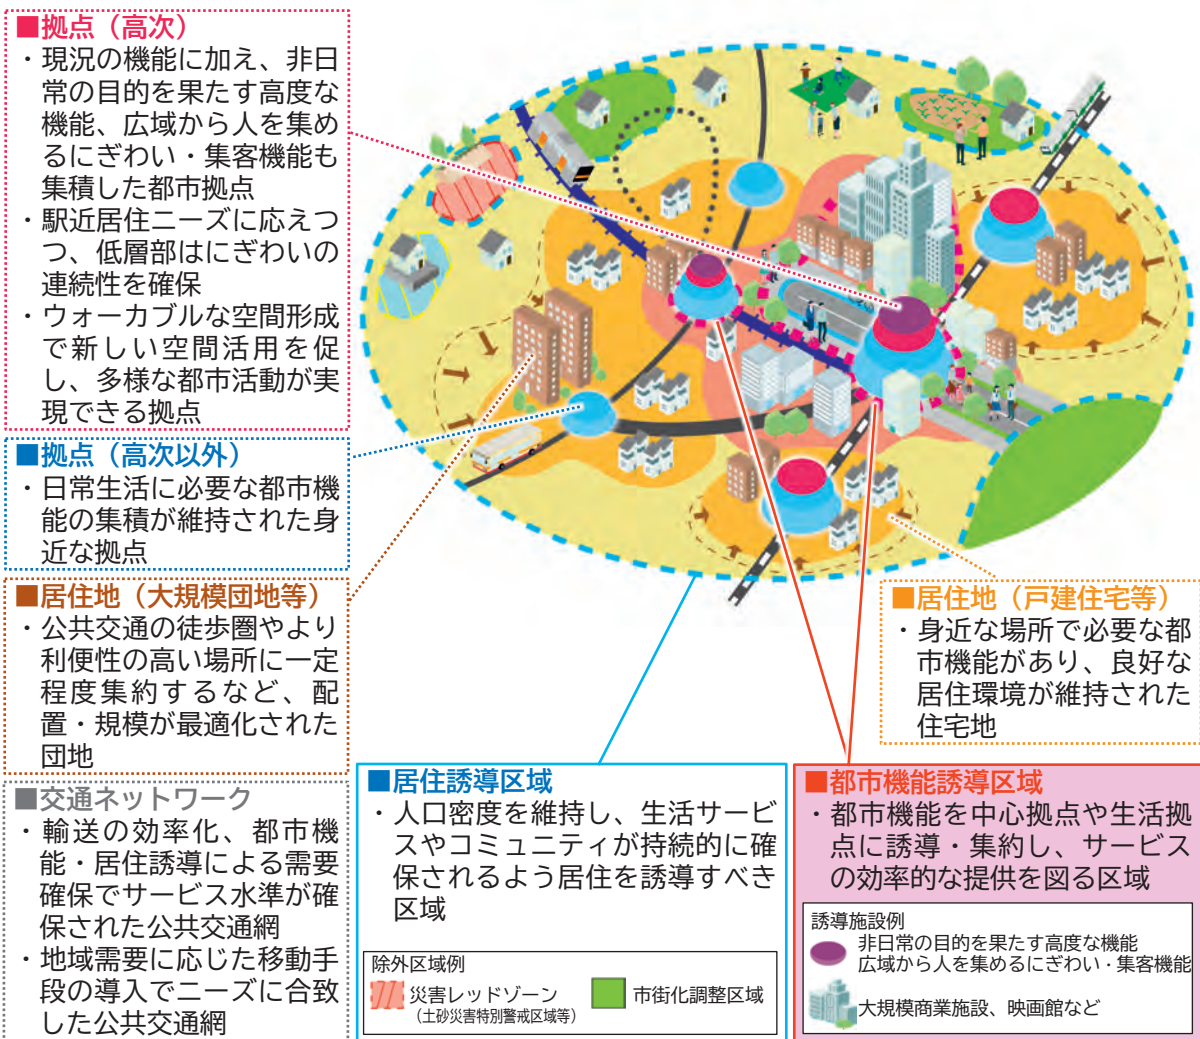 ■拠点（高次）
・現況の機能に加え、非日
常の目的を果たす高度な
機能、広域から人を集め
るにぎわい・集客機能も
集積した都市拠点
・駅近居住ニーズに応えつ
つ、低層部はにぎわいの
連続性を確保
・ウォーカブルな空間形成
で新しい空間活用を促
し、多様な都市活動が実
現できる拠点
■拠点（高次以外）
・日常生活に必要な都市機
能の集積が維持された身
近な拠点
■居住地（大規模団地等）
・公共交通の徒歩圏やより
利便性の高い場所に一定
程度集約するなど、配
置・規模が最適化された
団地
■交通ネットワーク
・輸送の効率化、都市機
能・居住誘導による需要
確保でサービス水準が確
保された公共交通網
・地域需要に応じた移動手
段の導入でニーズに合致
した公共交通網
■居住地（戸建住宅等）
・身近な場所で必要な都
市機能があり、良好な
居住環境が維持された
住宅地
■居住誘導区域
・人口密度を維持し、生活サービ
スやコミュニティが持続的に確
保されるよう居住を誘導すべき
区域
除外区域例
災害レッドゾーン
（土砂災害特別警戒区域等）
市街化調整区域
■都市機能誘導区域
・都市機能を中心拠点や生活拠
点に誘導・集約し、サービス
の効率的な提供を図る区域
誘導施設例
非日常の目的を果たす高度な機能
広域から人を集めるにぎわい・集客機能
大規模商業施設、映画館など